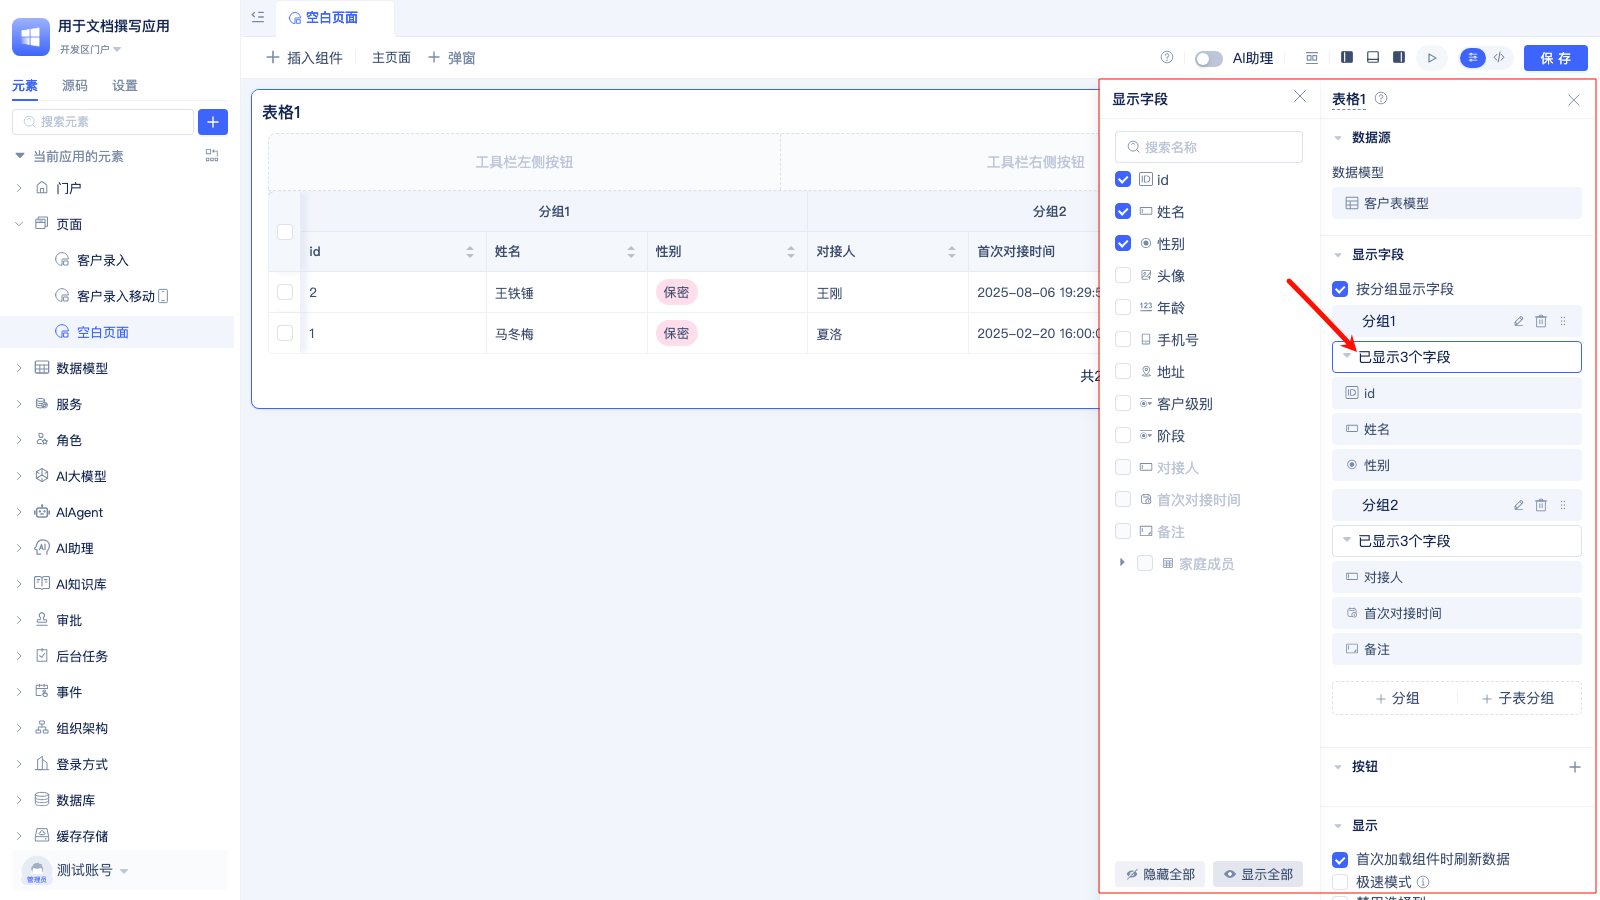 用于文档撰写应用
开发区门户
元素 源码 设置
搜索元素
当前应用的元素
门户
页面
客户录入
客户录入移动
空白页面
数据模型
服务
角色
AI大模型
AIAgent
AI助理
AI知识库
审批
后台任务
事件
组织架构
登录方式
数据库
缓存存储
测试账号
管理员
空白页面
插入组件 主页面 弹窗
AI助理
保存
表格1
工具栏左侧按钮 工具栏右侧按钮
分组1 分组2
id 姓名 性别 对接人 首次对接时间
2 王铁锤 保密 王刚 2025-08-06 19:29:5
1 马冬梅 保密 夏洛 2025-02-20 16:00:0
共2
显示字段
搜索名称
id
姓名
性别
头像
年龄
手机号
地址
客户级别
阶段
对接人
首次对接时间
备注
家庭成员
隐藏全部 显示全部
表格1
数据源
数据模型
客户表模型
显示字段
按分组显示字段
分组1
已显示3个字段
id
姓名
性别
分组2
已显示3个字段
对接人
首次对接时间
备注
分组 子表分组
按钮
显示
首次加载组件时刷新数据
极速模式